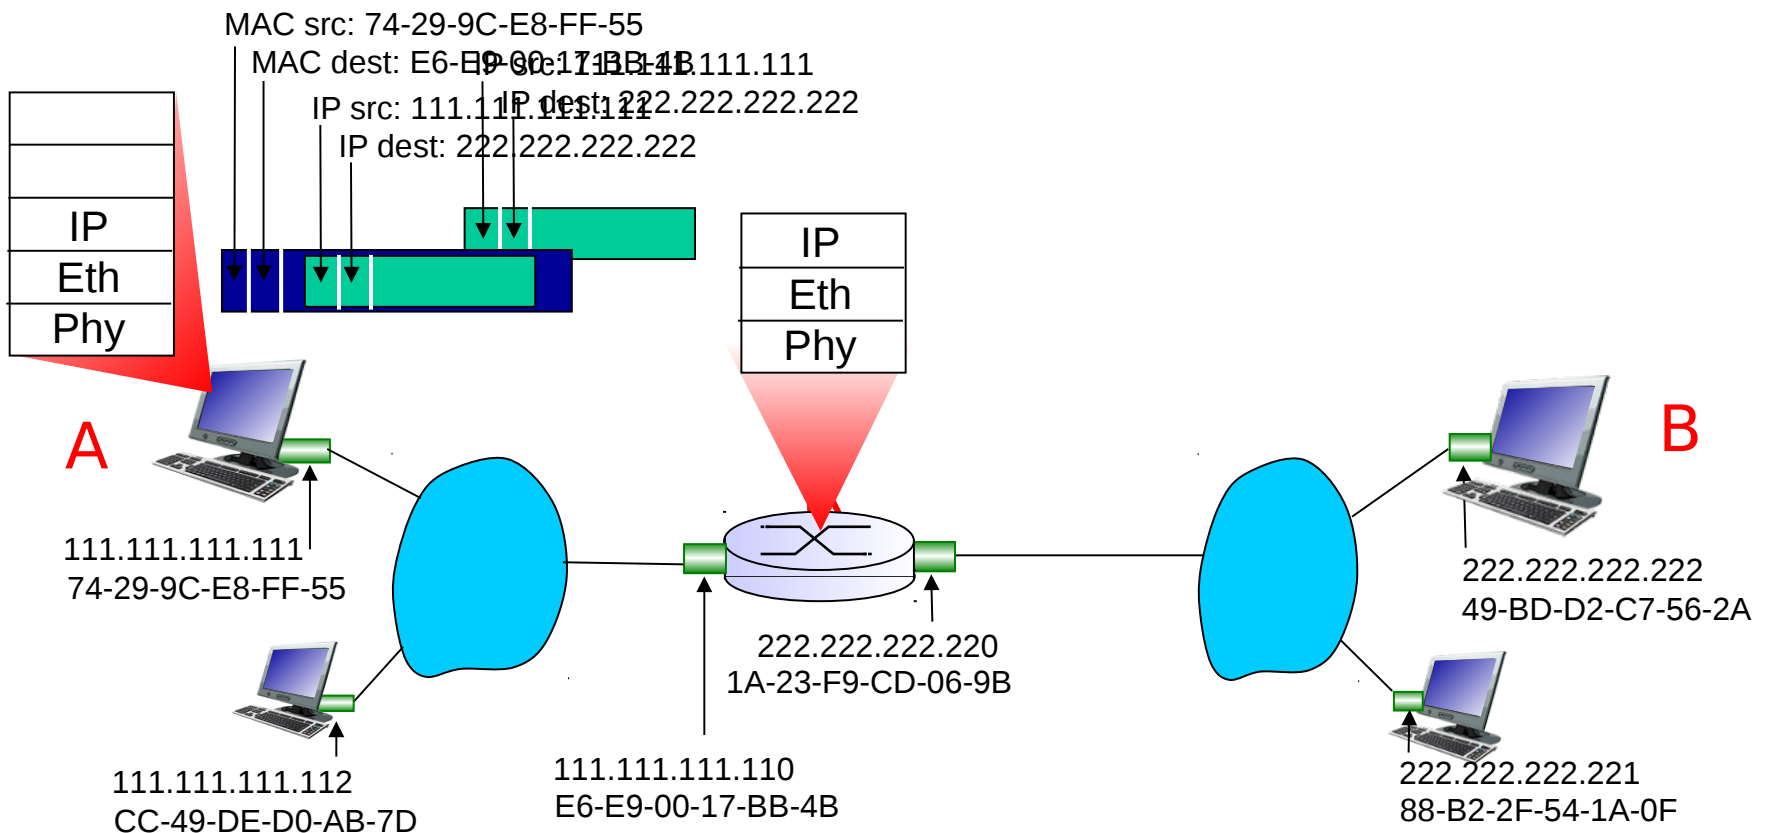 MAC src: 74-29-9C-E8-FF-55
MAC dest: E6-E9-00-17-BB-4B
IP src: 111.111.111.111
IP dest: 222.222.222.222
IP src: 111.111.111.111
IP dest: 222.222.222.222
IP
Eth
Phy
IP
Eth
Phy
A
B
111.111.111.111
74-29-9C-E8-FF-55
222.222.222.222
49-BD-D2-C7-56-2A
222.222.222.220
1A-23-F9-CD-06-9B
111.111.111.112
CC-49-DE-D0-AB-7D
111.111.111.110
E6-E9-00-17-BB-4B
222.222.222.221
88-B2-2F-54-1A-0F